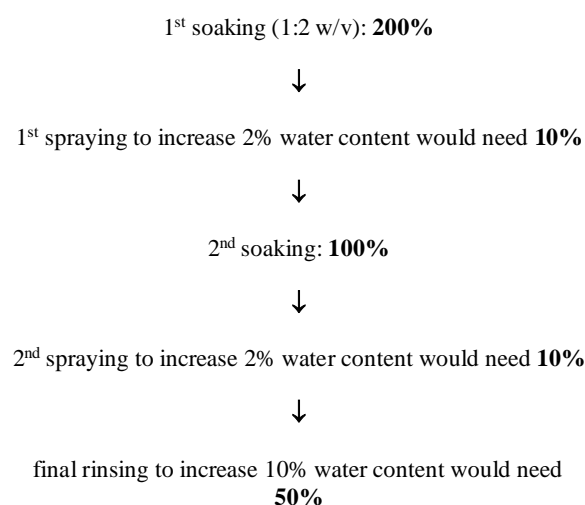 1st soaking (1:2 w/v): 200%
↓
1st spraying to increase 2% water content would need 10%
↓
2nd soaking: 100%
↓
2nd spraying to increase 2% water content would need 10%
↓
final rinsing to increase 10% water content would need
50%